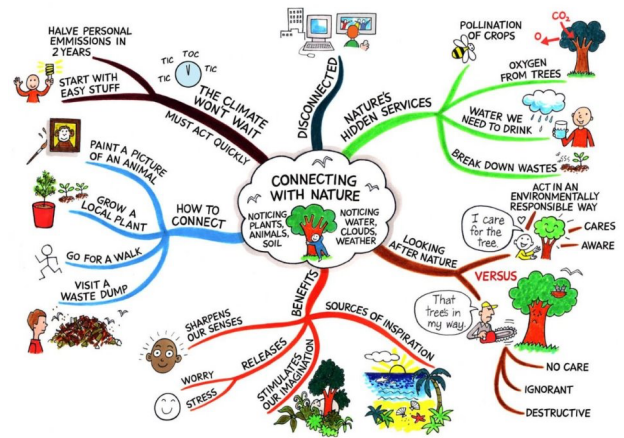 CONNECTING
WITH NATURE
NOTICING
PLANTS,
ANIMALS,
SOIL
NOTICING
WATER,
CLOUDS,
WEATHER
DISCONNECTED
NATURE'S
HIDDEN SERVICES
POLLINATION
OF CROPS
CO₂
O
OXYGEN
FROM TREES
WATER WE
NEED TO DRINK
BREAK DOWN WASTES
LOOKING
AFTER NATURE
ACT IN AN
ENVIRONMENTALLY
RESPONSIBLE WAY
I care
for the
tree.
CARES
AWARE
VERSUS
That
tree's in
my way.
NO CARE
IGNORANT
DESTRUCTIVE
BENEFITS
SOURCES OF INSPIRATION
STIMULATES
OUR IMAGINATION
RELEASES
WORRY
STRESS
SHARPENS
OUR SENSES
HOW TO
CONNECT
PAINT A PICTURE
OF AN ANIMAL
GROW A
LOCAL PLANT
GO FOR A WALK
VISIT A
WASTE DUMP
THE CLIMATE
WON'T WAIT
MUST ACT QUICKLY
TIC
TOC
TIC
TIC
HALVE PERSONAL
EMMISSIONS IN
2 YEARS
START WITH
EASY STUFF